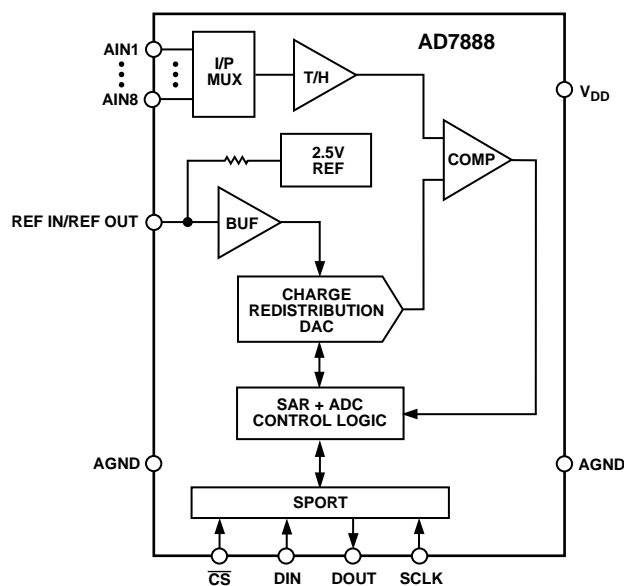 AD7888
AIN1
AIN8
I/P
MUX
T/H
VDD
COMP
2.5V
REF
REF IN/REF OUT
BUF
CHARGE
REDISTRIBUTION
DAC
SAR + ADC
CONTROL LOGIC
AGND
AGND
SPORT
CS
DIN
DOUT
SCLK